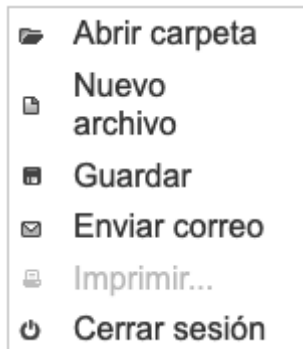 Abrir carpeta
Nuevo
archivo
Guardar
Enviar correo
Imprimir...
Cerrar sesión